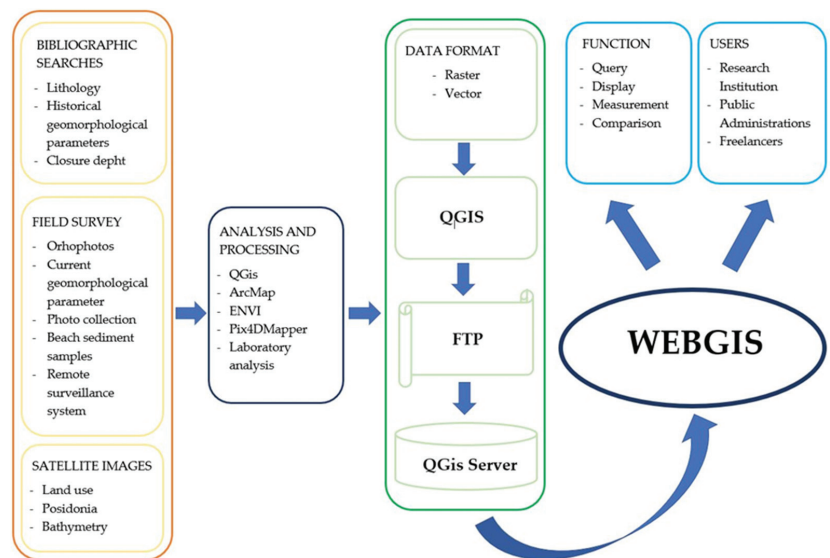 BIBLIOGRAPHIC
SEARCHES
- Lithology
- Historical
geomorphological
parameters
- Closure depht
FIELD SURVEY
- Orhophotos
- Current
geomorphological
parameter
- Photo collection
- Beach sediment
samples
- Remote
surveillance
system
SATELLITE IMAGES
- Land use
- Posidonia
- Bathymetry
ANALYSIS AND
PROCESSING
- QGis
- ArcMap
- ENVI
- Pix4DMapper
- Laboratory
analysis
DATA FORMAT
- Raster
- Vector
QGIS
FTP
QGis Server
FUNCTION
- Query
- Display
- Measurement
- Comparison
USERS
- Research
Institution
- Public
Administrations
- Freelancers
WEBGIS